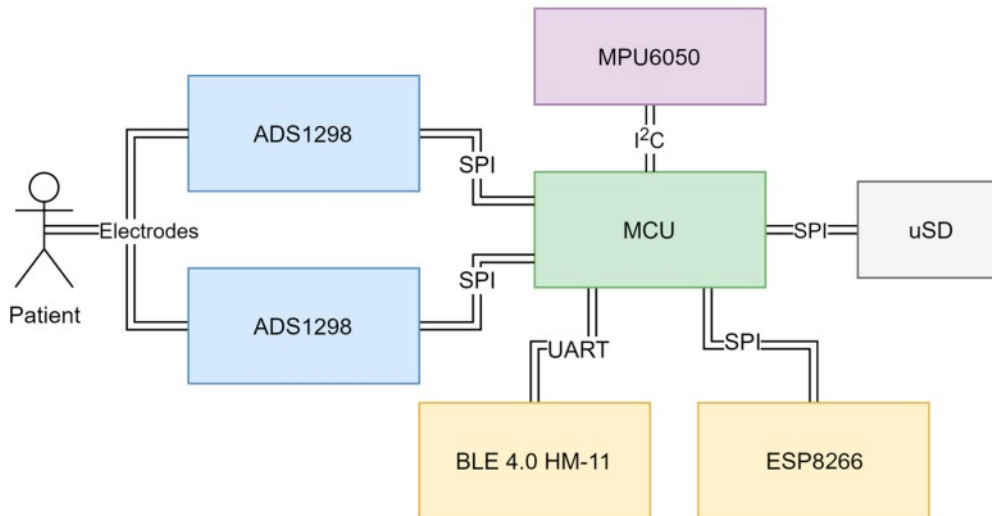 MPU6050
ADS1298
SPI
I²C
MCU
SPI
uSD
Electrodes
Patient
ADS1298
SPI
UART
SPI
BLE 4.0 HM-11
ESP8266